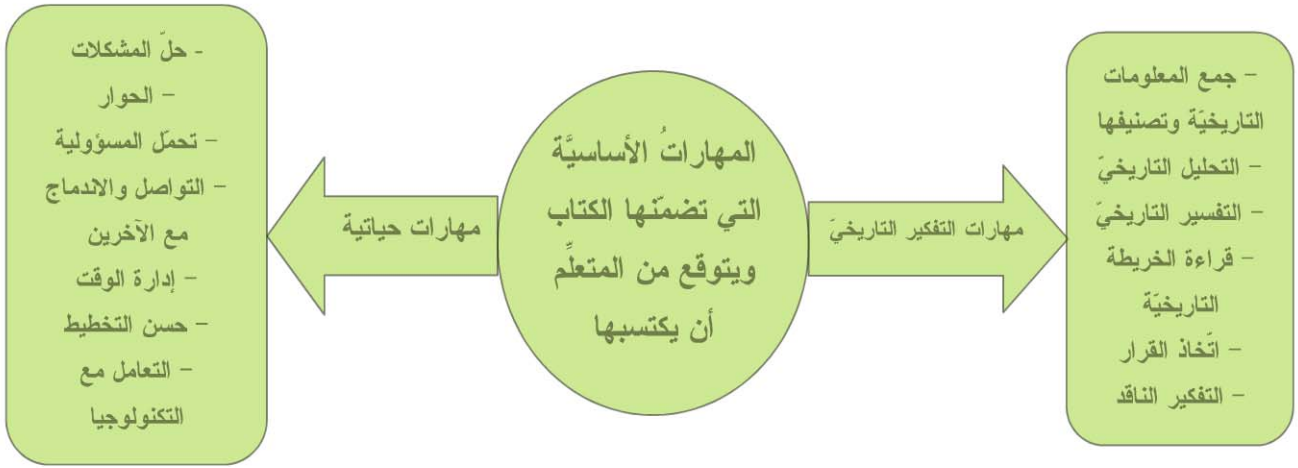 - جمع المعلومات
التاريخيّة وتصنيفها
- التحليل التاريخيّ
- التفسير التاريخيّ
- قراءة الخريطة
التاريخيّة
- اتّخاذ القرار
- التفكير الناقد
مهارات التفكير التاريخيّ
المهاراتُ الأساسيَّة
التي تضمّنها الكتاب
ويتوقع من المتعلِّم
أن يكتسبها
مهارات حياتية
- حلّ المشكلات
- الحوار
- تحمّل المسؤولية
- التواصل والاندماج
مع الآخرين
- إدارة الوقت
- حسن التخطيط
- التعامل مع
التكنولوجيا